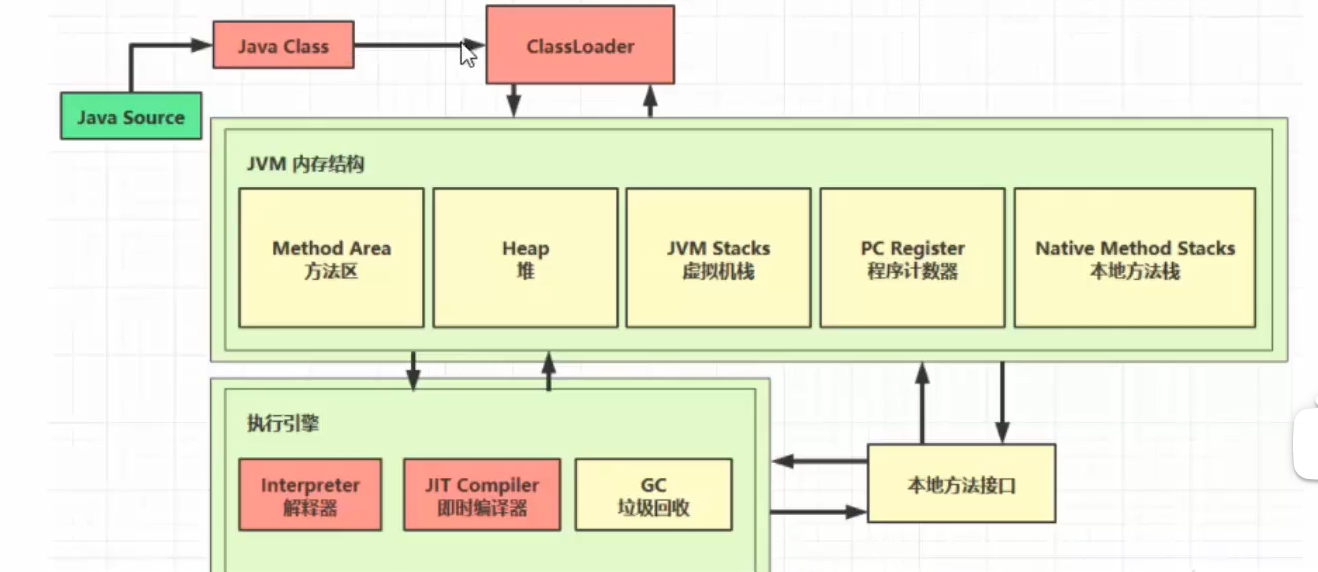 Java Class
ClassLoader
Java Source
JVM 内存结构
Method Area
方法区
Heap
堆
JVM Stacks
虚拟机栈
PC Register
程序计数器
Native Method Stacks
本地方法栈
执行引擎
Interpreter
解释器
JIT Compiler
即时编译器
GC
垃圾回收
本地方法接口